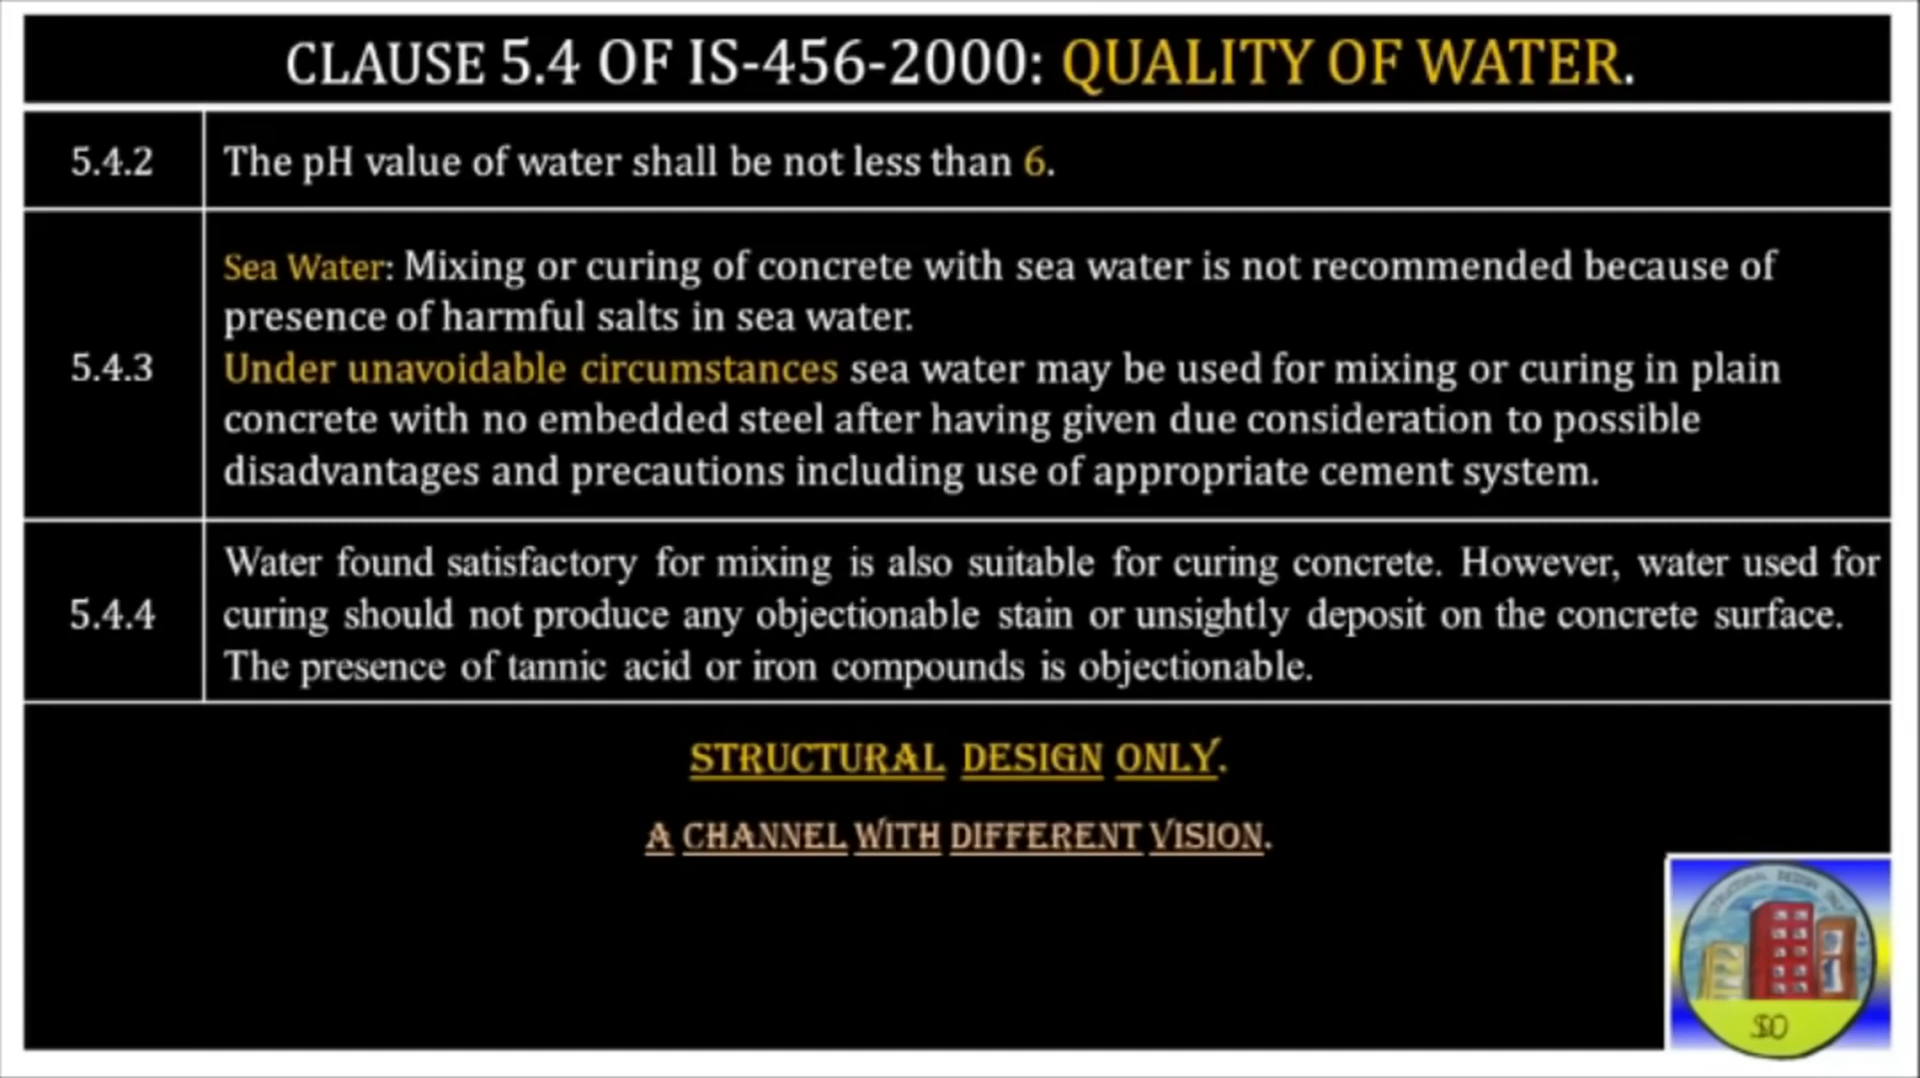 CLAUSE 5.4 OF IS-456-2000: QUALITY OF WATER.
5.4.2
The pH value of water shall be not less than 6.
5.4.3
Sea Water: Mixing or curing of concrete with sea water is not recommended because of
presence of harmful salts in sea water.
Under unavoidable circumstances sea water may be used for mixing or curing in plain
concrete with no embedded steel after having given due consideration to possible
disadvantages and precautions including use of appropriate cement system.
5.4.4
Water found satisfactory for mixing is also suitable for curing concrete. However, water used for
curing should not produce any objectionable stain or unsightly deposit on the concrete surface.
The presence of tannic acid or iron compounds is objectionable.
STRUCTURAL DESIGN ONLY.
A CHANNEL WITH DIFFERENT VISION.
STRUCTURAL DESIGN ONLY
SDO